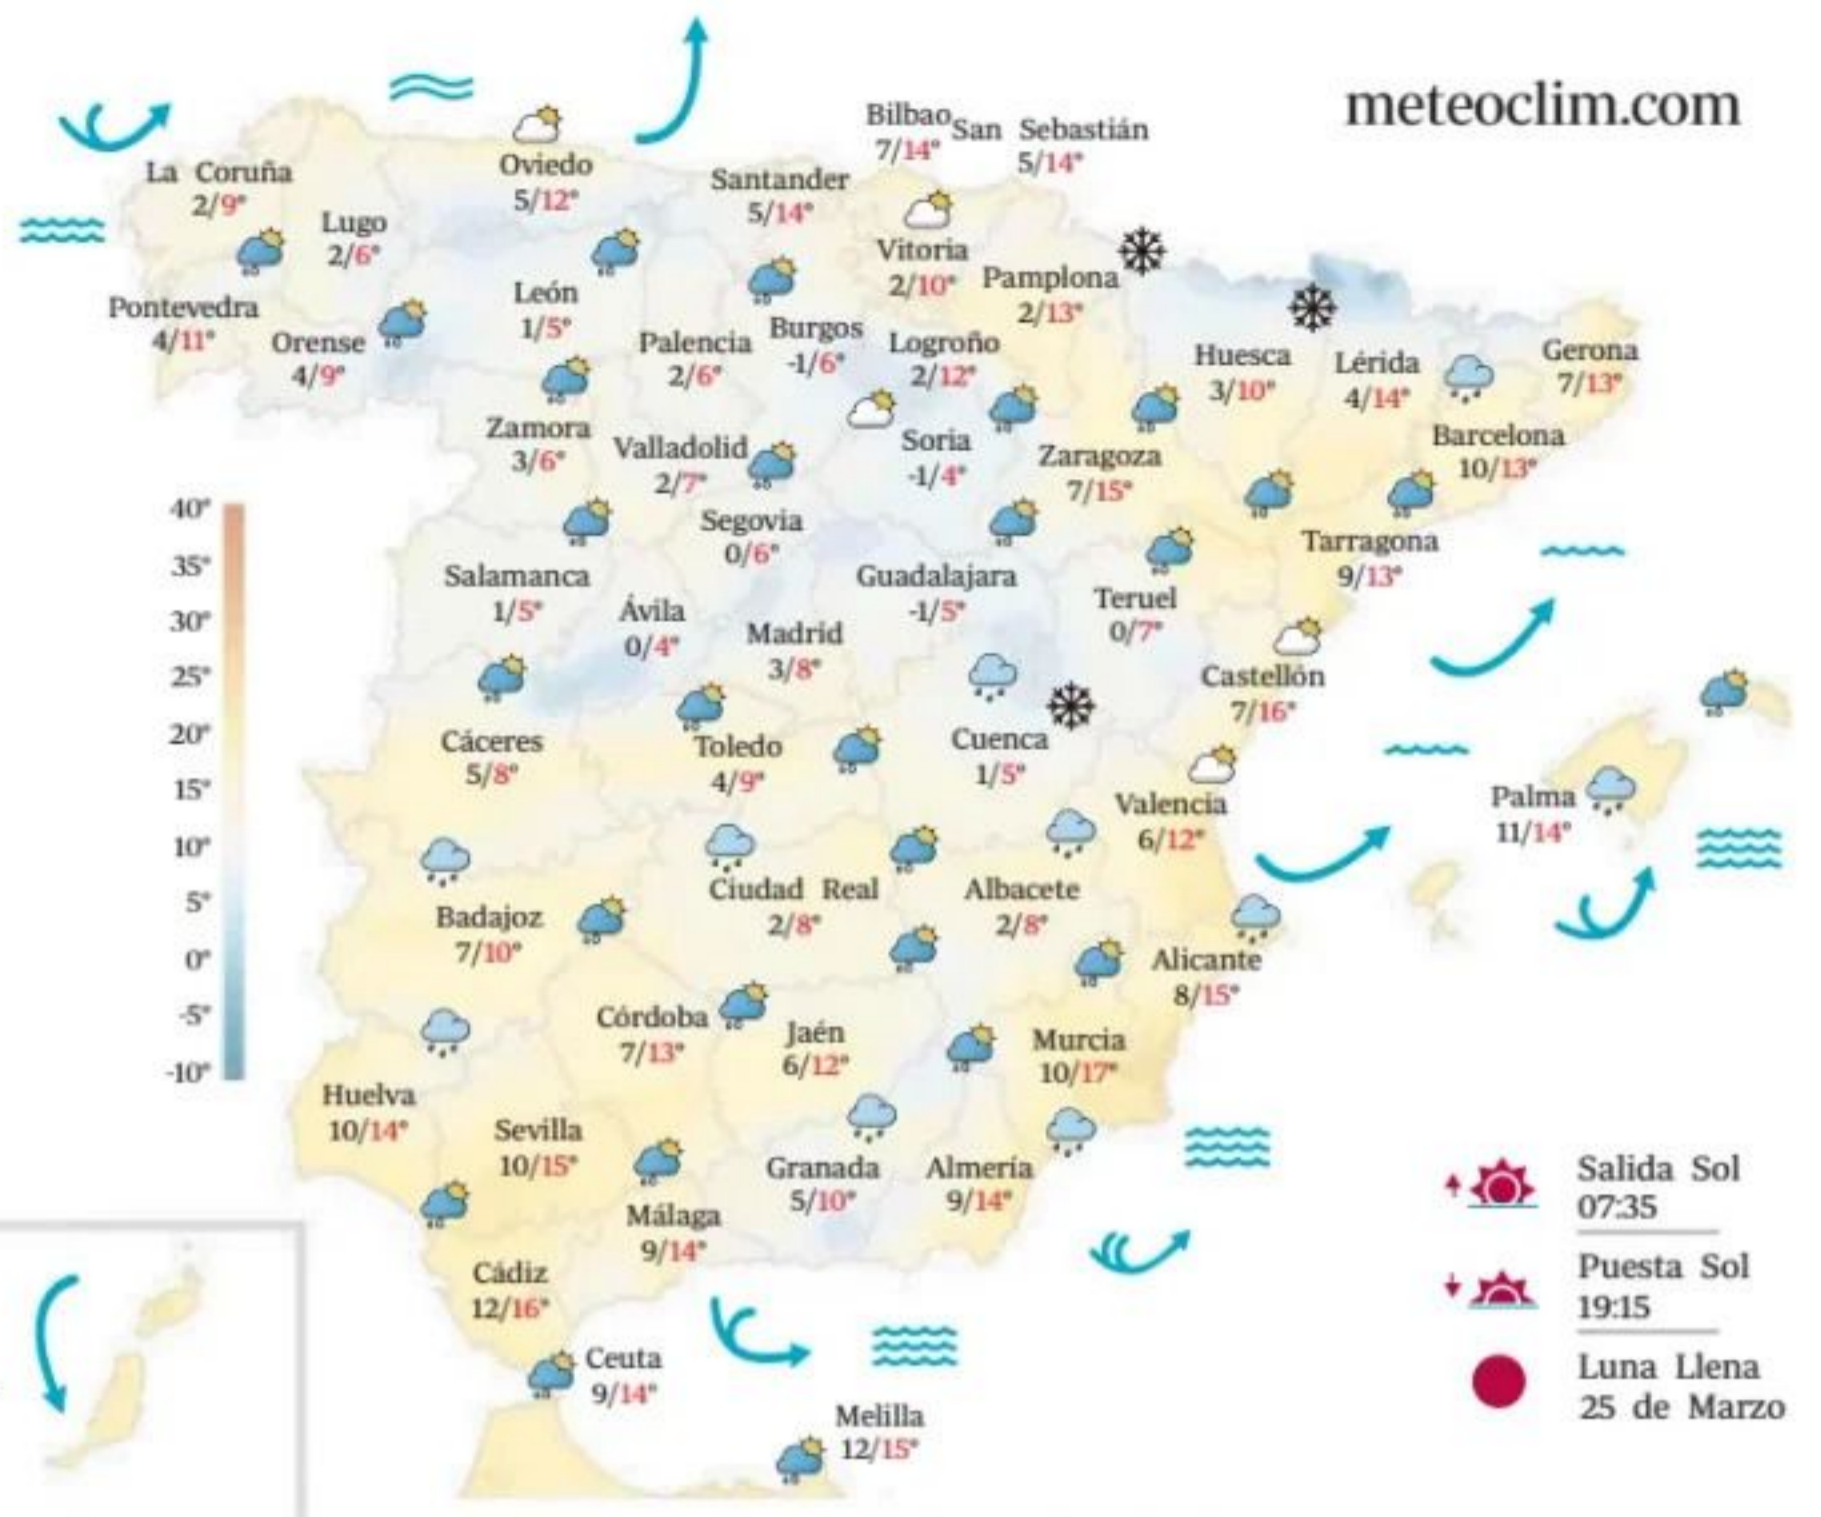 meteoclim.com
Bilbao
7/14°
San Sebastián
5/14°
La Coruña
2/9°
Oviedo
5/12°
Santander
5/14°
Lugo
2/6°
Vitoria
2/10°
Pamplona
2/13°
Pontevedra
4/11°
Orense
4/9°
León
1/5°
Palencia
2/6°
Burgos
-1/6°
Logroño
2/12°
Huesca
3/10°
Lérida
4/14°
Gerona
7/13°
Zamora
3/6°
Valladolid
2/7°
Soria
-1/4°
Zaragoza
7/15°
Barcelona
10/13°
Segovia
0/6°
Tarragona
9/13°
Salamanca
1/5°
Ávila
0/4°
Madrid
3/8°
Guadalajara
-1/5°
Teruel
0/7°
Castellón
7/16°
Cáceres
5/8°
Toledo
4/9°
Cuenca
1/5°
Valencia
6/12°
Palma
11/14°
Badajoz
7/10°
Ciudad Real
2/8°
Albacete
2/8°
Alicante
8/15°
Córdoba
7/13°
Jaén
6/12°
Murcia
10/17°
Huelva
10/14°
Sevilla
10/15°
Granada
5/10°
Almería
9/14°
Málaga
9/14°
Cádiz
12/16°
Ceuta
9/14°
Melilla
12/15°
40°
35°
30°
25°
20°
15°
10°
5°
0°
-5°
-10°
Salida Sol
07:35
Puesta Sol
19:15
Luna Llena
25 de Marzo